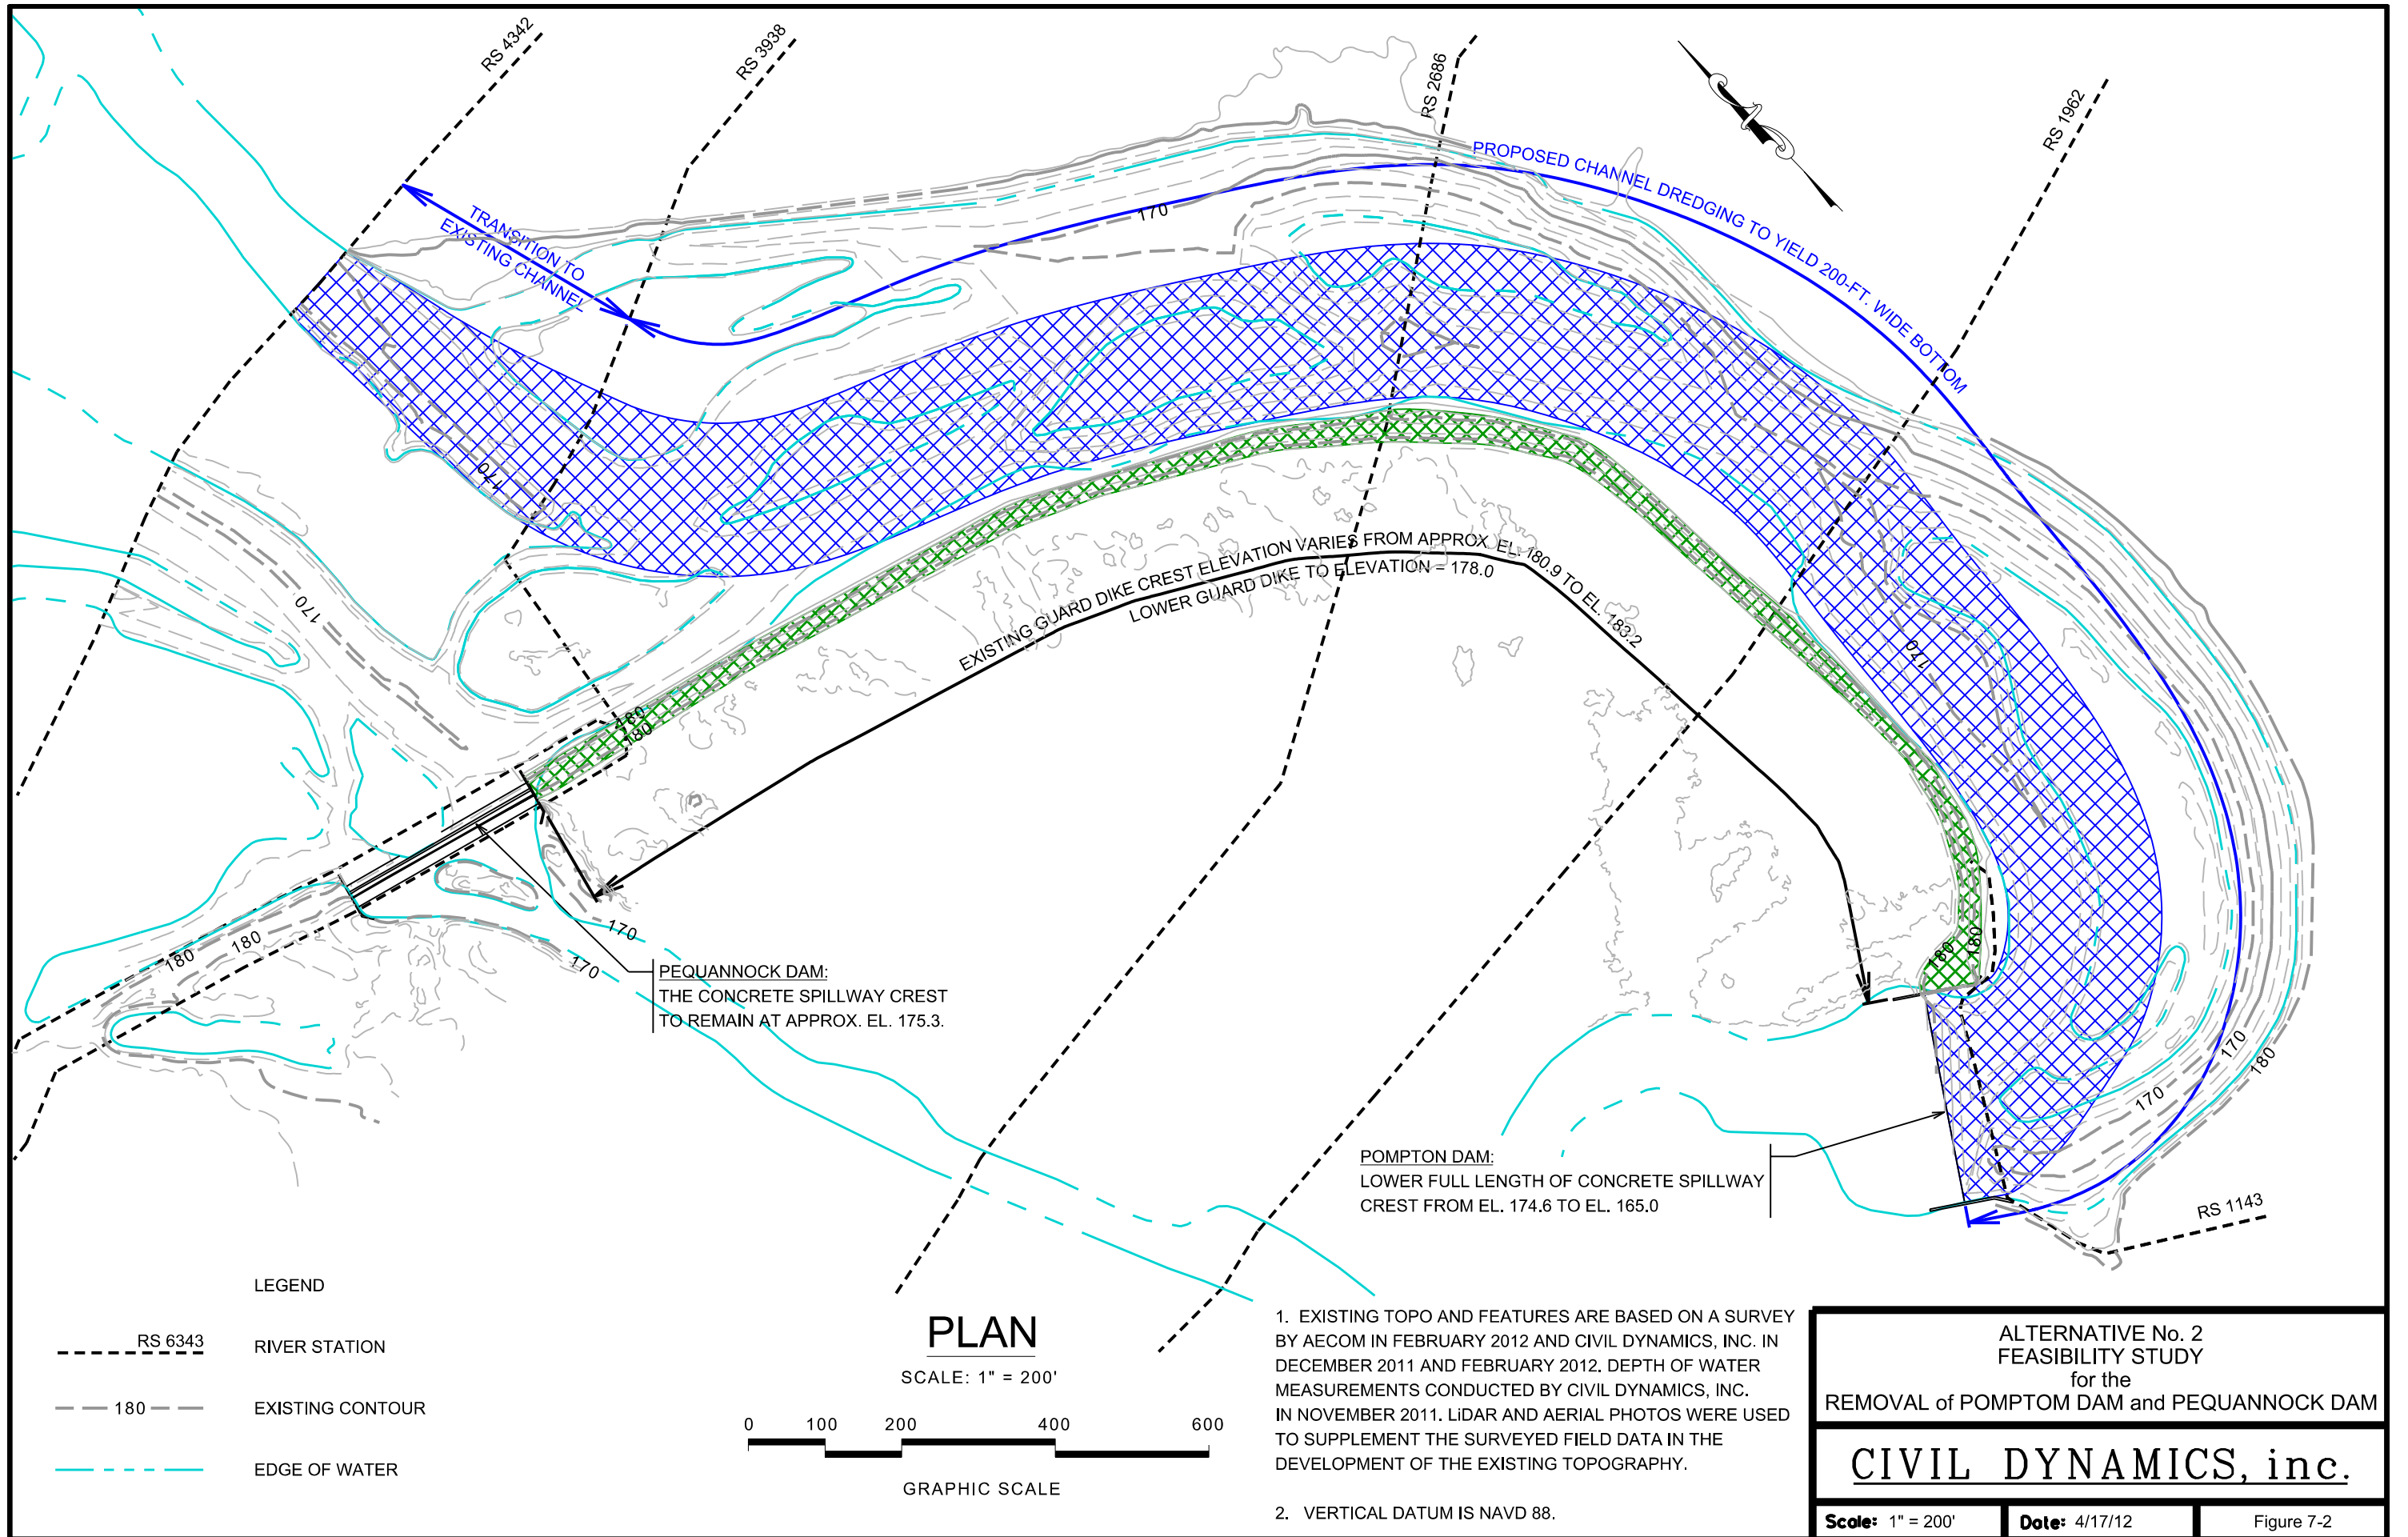 RS 4342
RS 3938
RS 2686
RS 1962
PROPOSED CHANNEL DREDGING TO YIELD 200-FT. WIDE BOTTOM
TRANSITION TO
EXISTING CHANNEL
170
170
170
EXISTING GUARD DIKE CREST ELEVATION VARIES FROM APPROX. EL. 180.9 TO EL. 183.2
LOWER GUARD DIKE TO ELEVATION = 178.0
170
180
180
180
180
170
170
180
180
170
180
170
PEQUANNOCK DAM:
THE CONCRETE SPILLWAY CREST
TO REMAIN AT APPROX. EL. 175.3.
POMPTON DAM:
LOWER FULL LENGTH OF CONCRETE SPILLWAY
CREST FROM EL. 174.6 TO EL. 165.0
RS 1143
LEGEND
RS 6343
RIVER STATION
180
EXISTING CONTOUR
EDGE OF WATER
PLAN
SCALE: 1" = 200'
0 100 200 400 600
GRAPHIC SCALE
1. EXISTING TOPO AND FEATURES ARE BASED ON A SURVEY
BY AECOM IN FEBRUARY 2012 AND CIVIL DYNAMICS, INC. IN
DECEMBER 2011 AND FEBRUARY 2012. DEPTH OF WATER
MEASUREMENTS CONDUCTED BY CIVIL DYNAMICS, INC.
IN NOVEMBER 2011. LiDAR AND AERIAL PHOTOS WERE USED
TO SUPPLEMENT THE SURVEYED FIELD DATA IN THE
DEVELOPMENT OF THE EXISTING TOPOGRAPHY.
2. VERTICAL DATUM IS NAVD 88.
ALTERNATIVE No. 2
FEASIBILITY STUDY
for the
REMOVAL of POMPTOM DAM and PEQUANNOCK DAM
CIVIL DYNAMICS, inc.
Scale: 1" = 200'
Date: 4/17/12
Figure 7-2